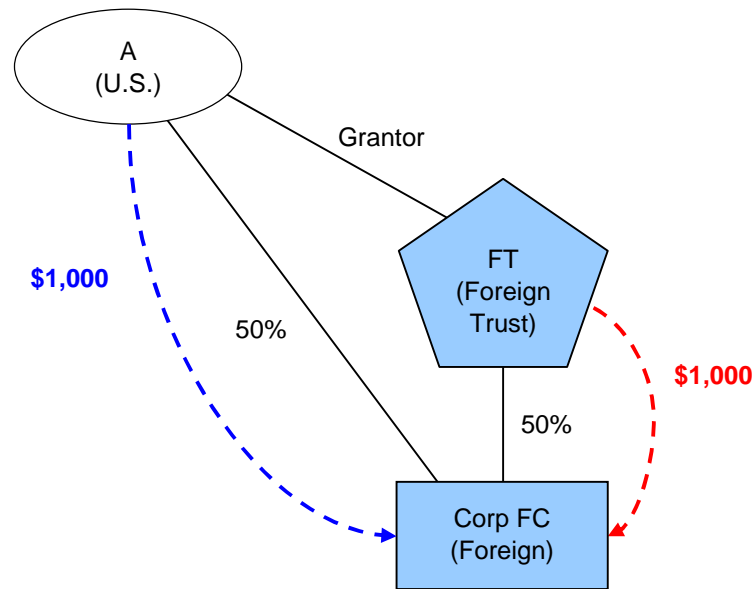 A
(U.S.)
Grantor
FT
(Foreign
Trust)
$1,000
50%
$1,000
50%
Corp FC
(Foreign)